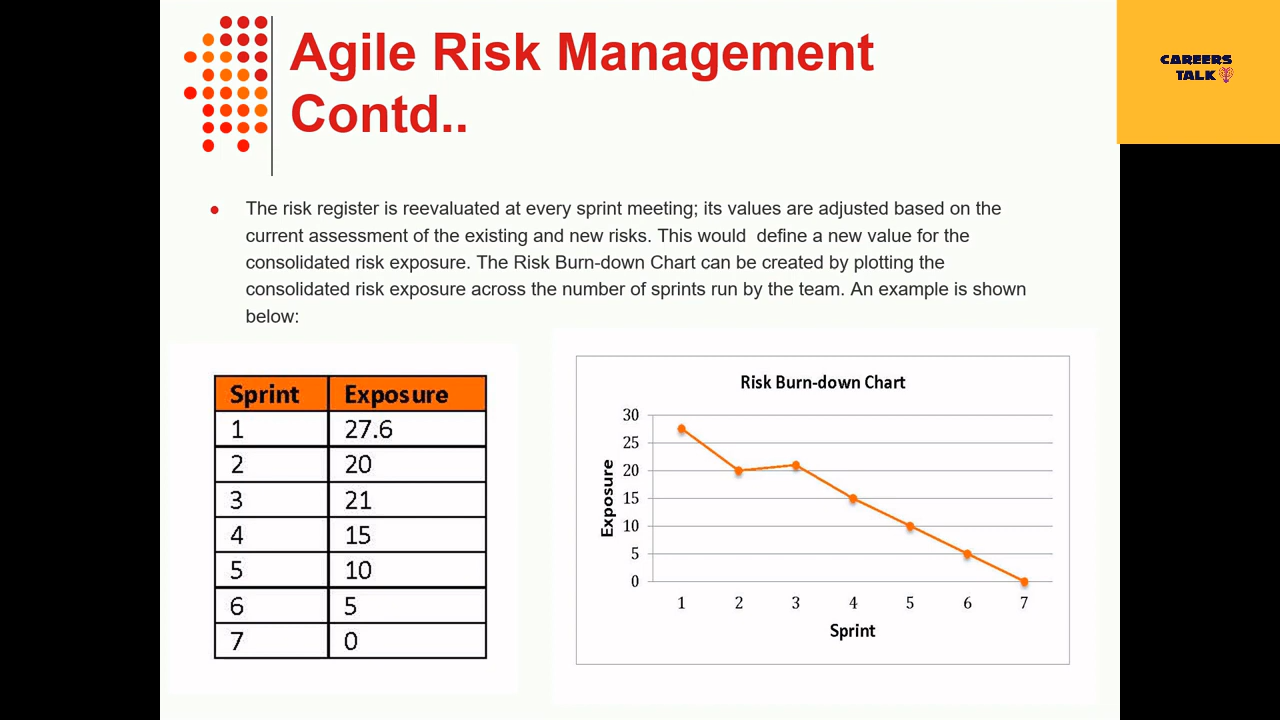 Agile Risk Management
Contd..
CAREERS
TALK
The risk register is reevaluated at every sprint meeting; its values are adjusted based on the
current assessment of the existing and new risks. This would  define a new value for the
consolidated risk exposure. The Risk Burn-down Chart can be created by plotting the
consolidated risk exposure across the number of sprints run by the team. An example is shown
below:
Sprint Exposure
1 27.6
2 20
3 21
4 15
5 10
6 5
7 0
Risk Burn-down Chart
Exposure
30
25
20
15
10
5
0
1 2 3 4 5 6 7
Sprint